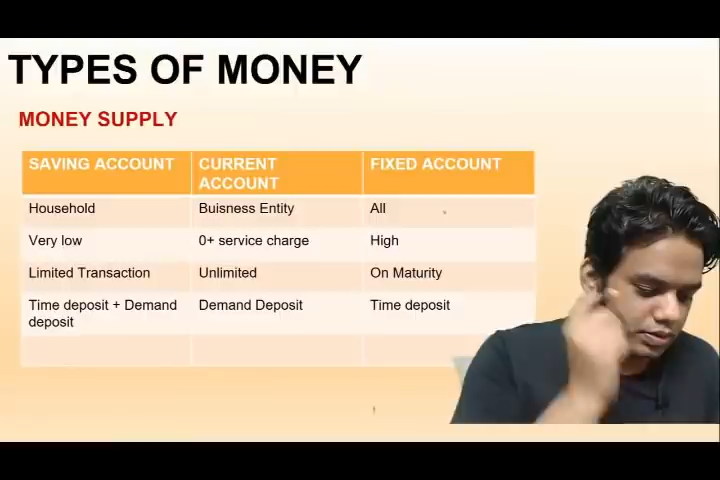 TYPES OF MONEY
MONEY SUPPLY
SAVING ACCOUNT CURRENT ACCOUNT FIXED ACCOUNT
Household Buisness Entity All
Very low 0+ service charge High
Limited Transaction Unlimited On Maturity
Time deposit + Demand deposit Demand Deposit Time deposit